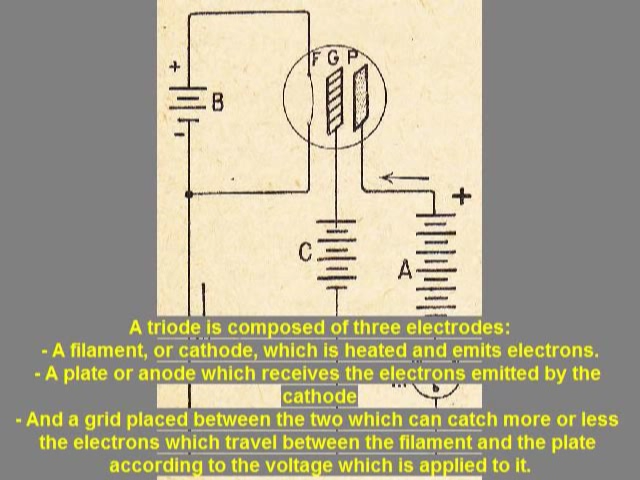 F G P
+
B
-
+
C
A
A triode is composed of three electrodes:
- A filament, or cathode, which is heated and emits electrons.
- A plate or anode which receives the electrons emitted by the
cathode
- And a grid placed between the two which can catch more or less
the electrons which travel between the filament and the plate
according to the voltage which is applied to it.